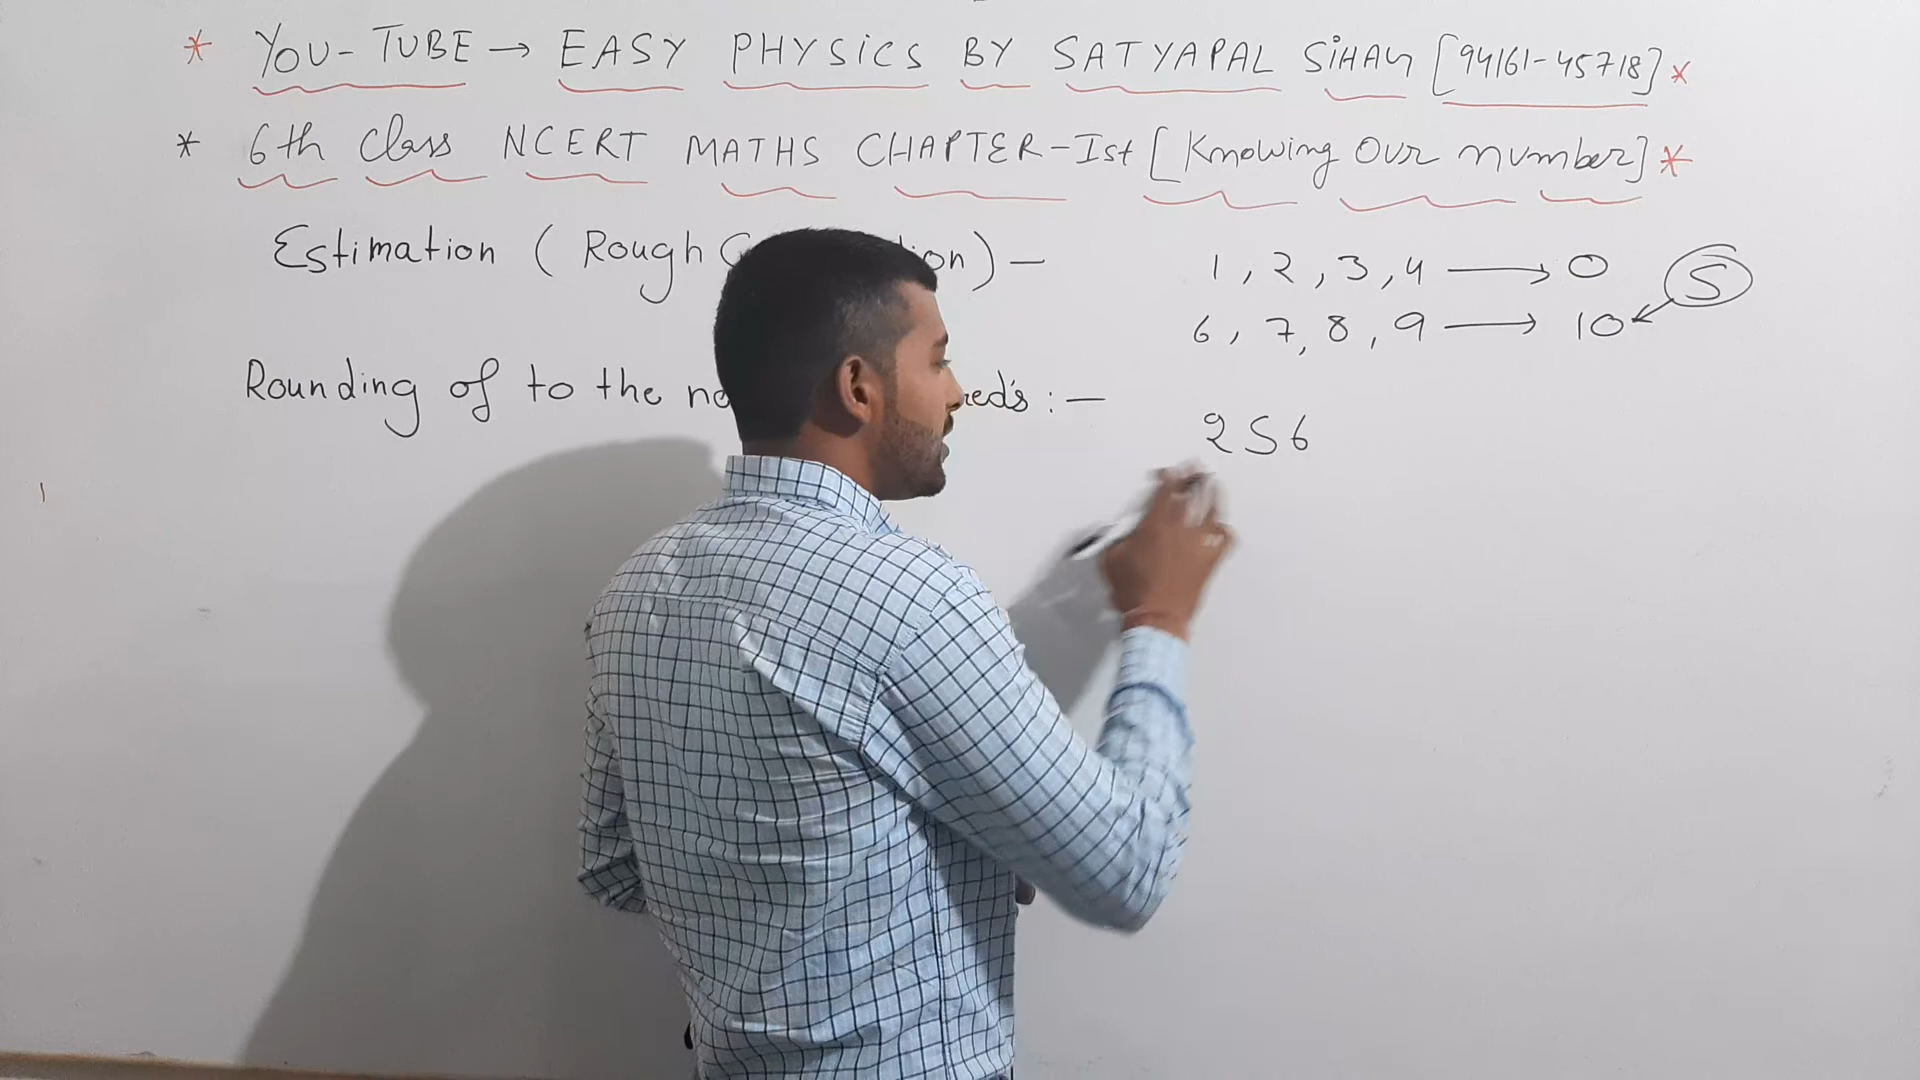 * YOU-TUBE → EASY PHYSICS BY SATYAPAL SIHAG [94161-45718] *
* 6th Class NCERT MATHS CHAPTER-Ist [Knowing Our number] *
Estimation ( Rough ) —
1, 2, 3, 4 → 0
5
6, 7, 8, 9 → 10
Rounding of to the :—
256